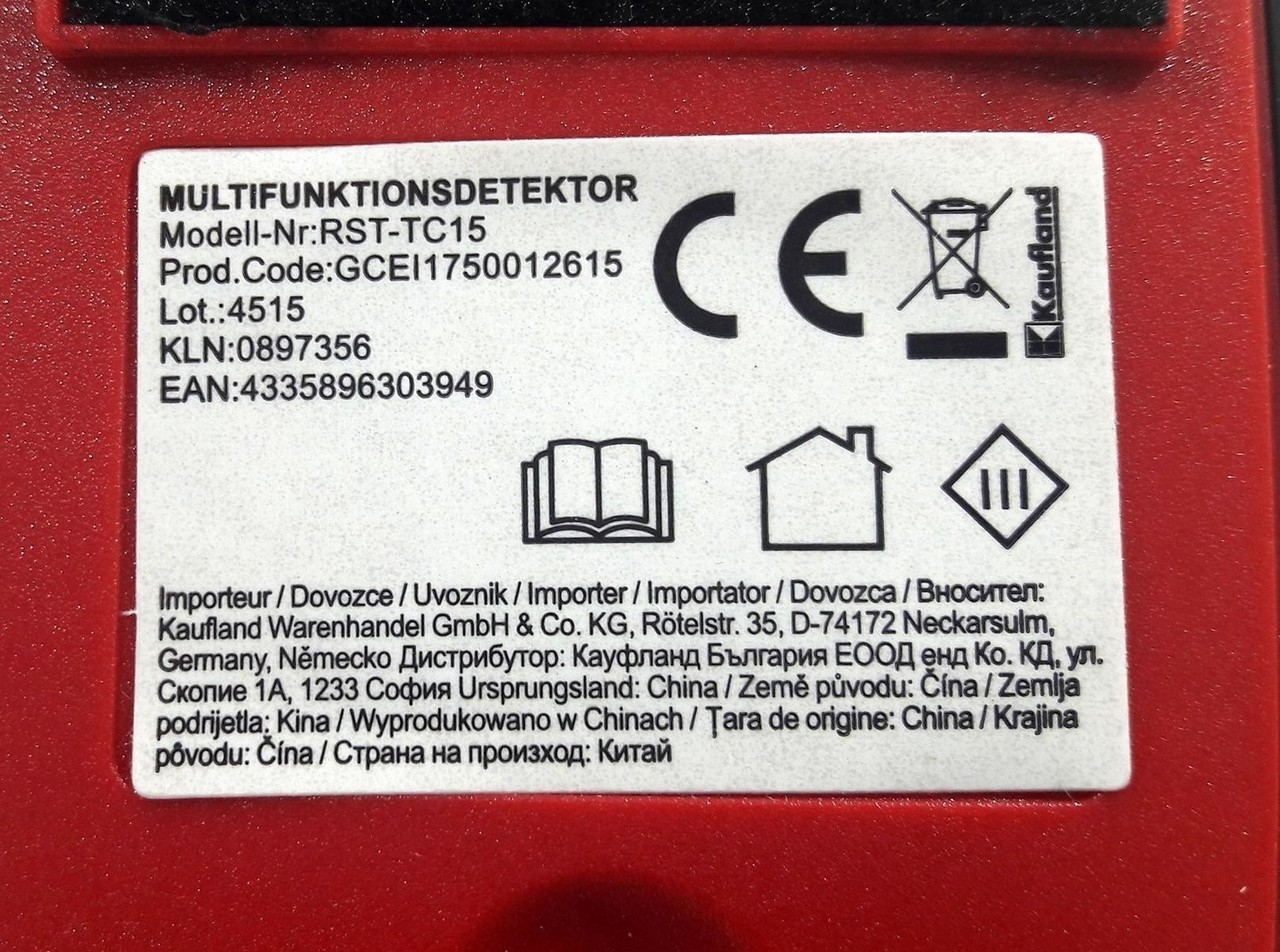 MULTIFUNKTIONSDETEKTOR
Modell-Nr:RST-TC15
Prod.Code:GCEI1750012615
Lot.:4515
KLN:0897356
EAN:4335896303949
CE
Kaufland
III
Importeur / Dovozce / Uvoznik / Importer / Importator / Dovozca / Вносител:
Kaufland Warenhandel GmbH & Co. KG, Rötelstr. 35, D-74172 Neckarsulm,
Germany, Německo Дистрибутор: Кауфланд България ЕООД енд Ко. КД, ул.
Скопие 1А, 1233 София Ursprungsland: China / Země původu: Čína / Zemlja
podrijetla: Kina / Wyprodukowano w Chinach / Țara de origine: China / Krajina
pôvodu: Čína / Страна на произход: Китай